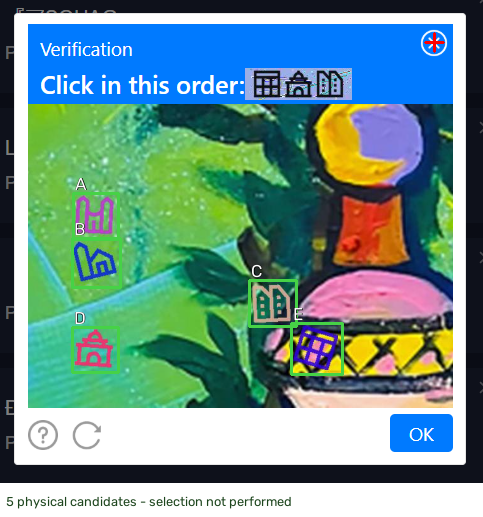 Verification
Click in this order:
A
B
C
E
D
OK
5 physical candidates - selection not performed